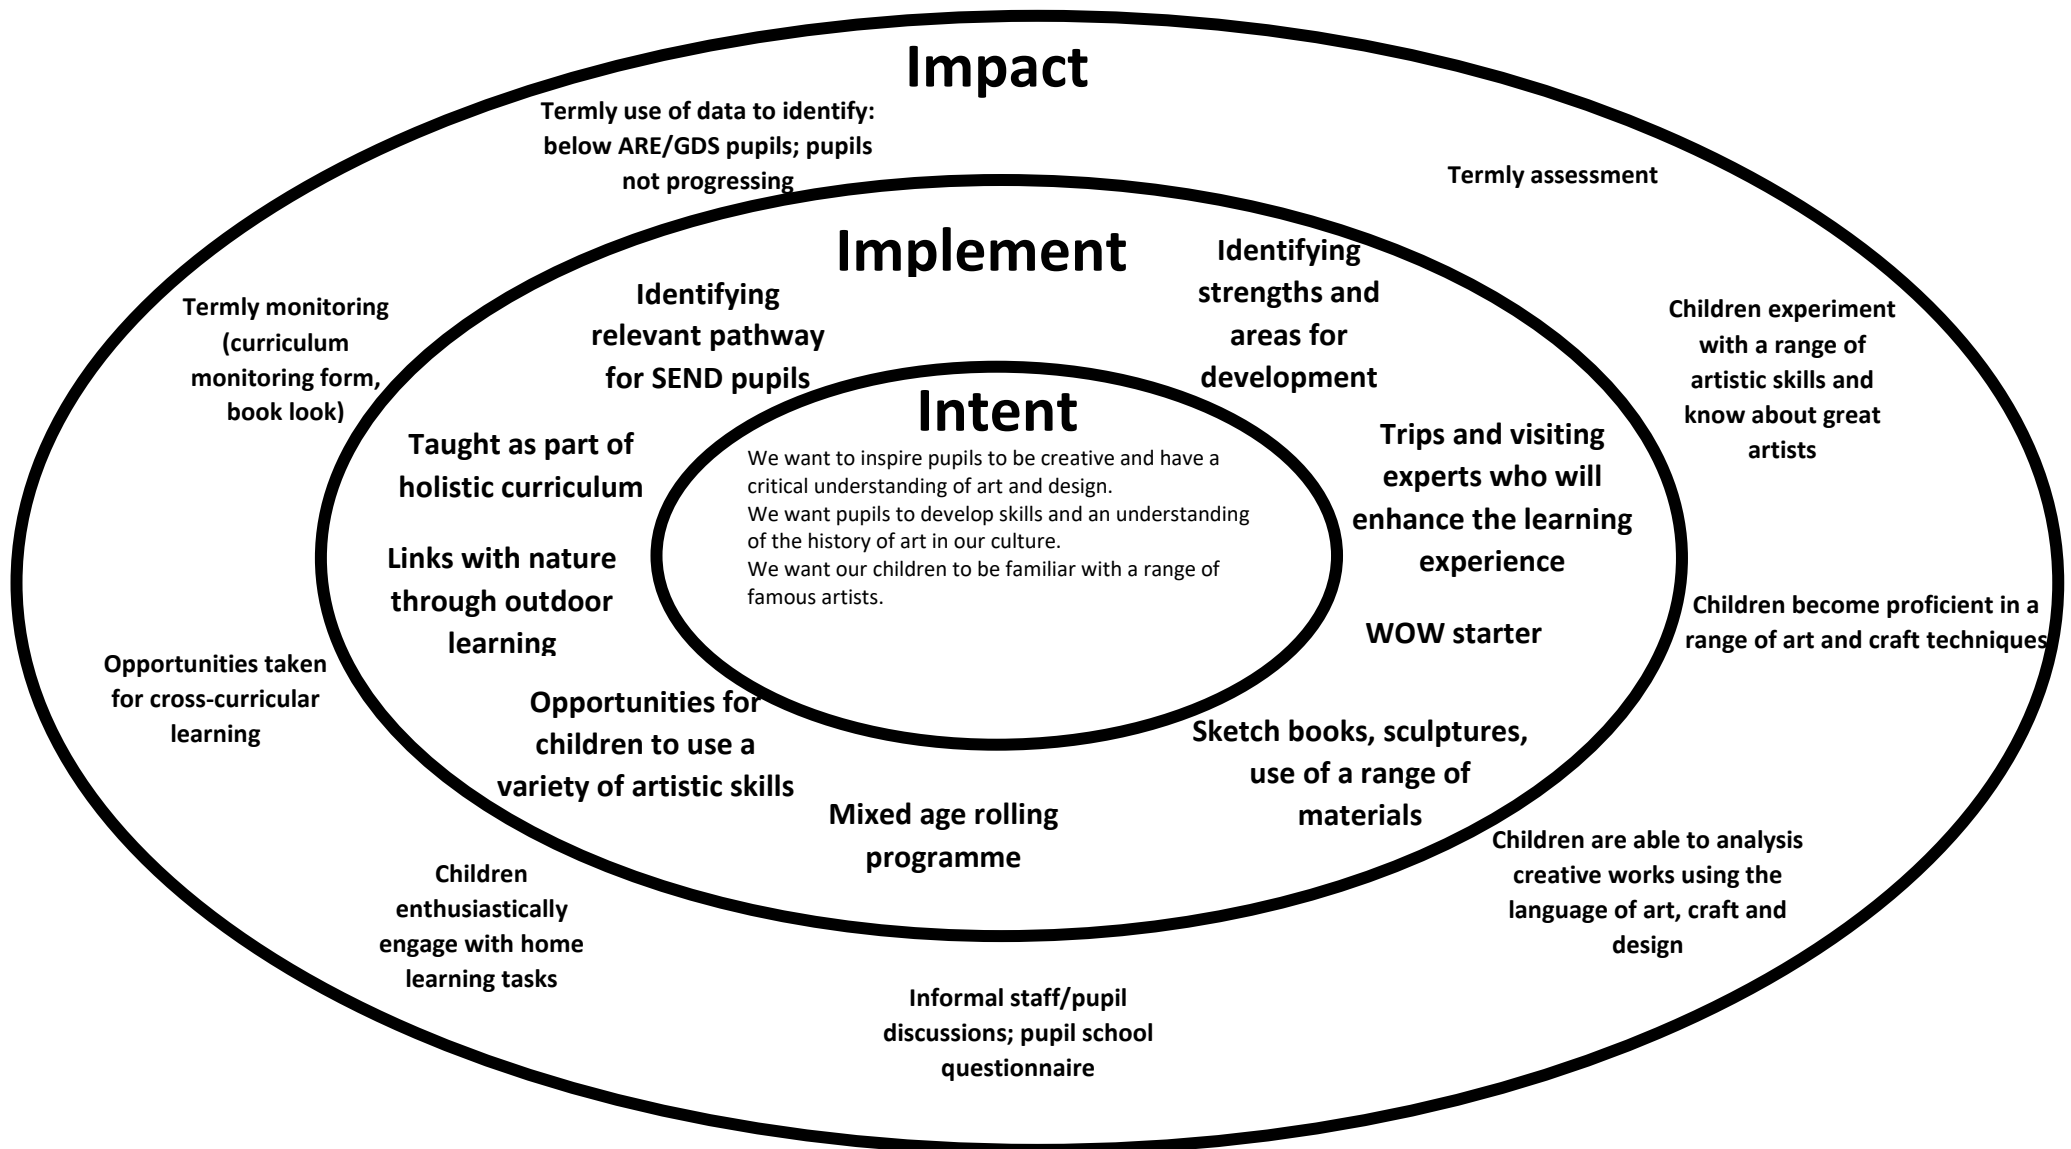 Impact
Termly use of data to identify:
below ARE/GDS pupils; pupils
not progressing
Termly assessment
Termly monitoring
(curriculum
monitoring form,
book look)
Children experiment
with a range of
artistic skills and
know about great
artists
Children become proficient in a
range of art and craft techniques
Opportunities taken
for cross-curricular
learning
Children
enthusiastically
engage with home
learning tasks
Informal staff/pupil
discussions; pupil school
questionnaire
Children are able to analysis
creative works using the
language of art, craft and
design
Implement
Identifying
relevant pathway
for SEND pupils
Identifying
strengths and
areas for
development
Taught as part of
holistic curriculum
Trips and visiting
experts who will
enhance the learning
experience
Links with nature
through outdoor
learning
WOW starter
Opportunities for
children to use a
variety of artistic skills
Mixed age rolling
programme
Sketch books, sculptures,
use of a range of
materials
Intent
We want to inspire pupils to be creative and have a
critical understanding of art and design.
We want pupils to develop skills and an understanding
of the history of art in our culture.
We want our children to be familiar with a range of
famous artists.